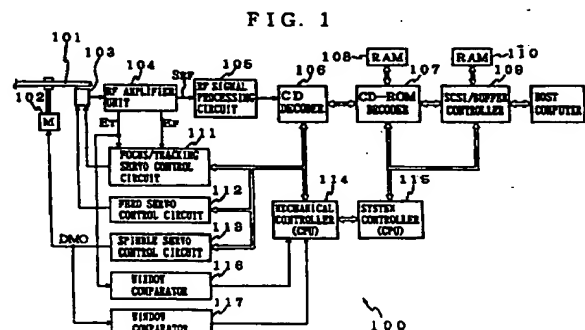 FIG. 1
101
103
104
105
106
108
RAM
107
110
RAM
109
102
M
RF AMPLIFIER
UNIT
SRF
RF SIGNAL
PROCESSING
CIRCUIT
CD
DECODER
CD-ROM
DECODER
SCSI/BUFFER
CONTROLLER
HOST
COMPUTER
ET
EF
111
FOCUS/TRACKING
SERVO CONTROL
CIRCUIT
112
FEED SERVO
CONTROL CIRCUIT
114
MECHANICAL
CONTROLLER
(CPU)
115
SYSTEM
CONTROLLER
(CPU)
DMO
113
SPINDLE SERVO
CONTROL CIRCUIT
116
WINDOW
COMPARATOR
117
WINDOW
COMPARATOR
100